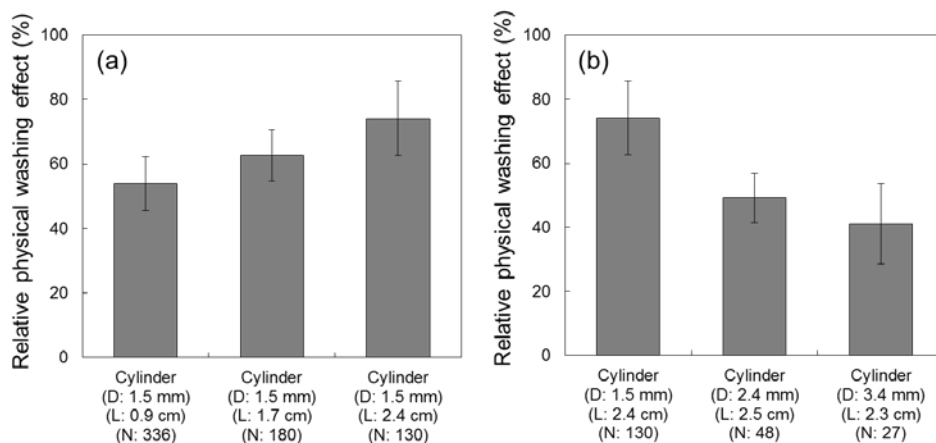 Relative physical washing effect (%)
100
80
60
40
20
0
(a)
Cylinder
(D: 1.5 mm)
(L: 0.9 cm)
(N: 336)
Cylinder
(D: 1.5 mm)
(L: 1.7 cm)
(N: 180)
Cylinder
(D: 1.5 mm)
(L: 2.4 cm)
(N: 130)
Relative physical washing effect (%)
100
80
60
40
20
0
(b)
Cylinder
(D: 1.5 mm)
(L: 2.4 cm)
(N: 130)
Cylinder
(D: 2.4 mm)
(L: 2.5 cm)
(N: 48)
Cylinder
(D: 3.4 mm)
(L: 2.3 cm)
(N: 27)